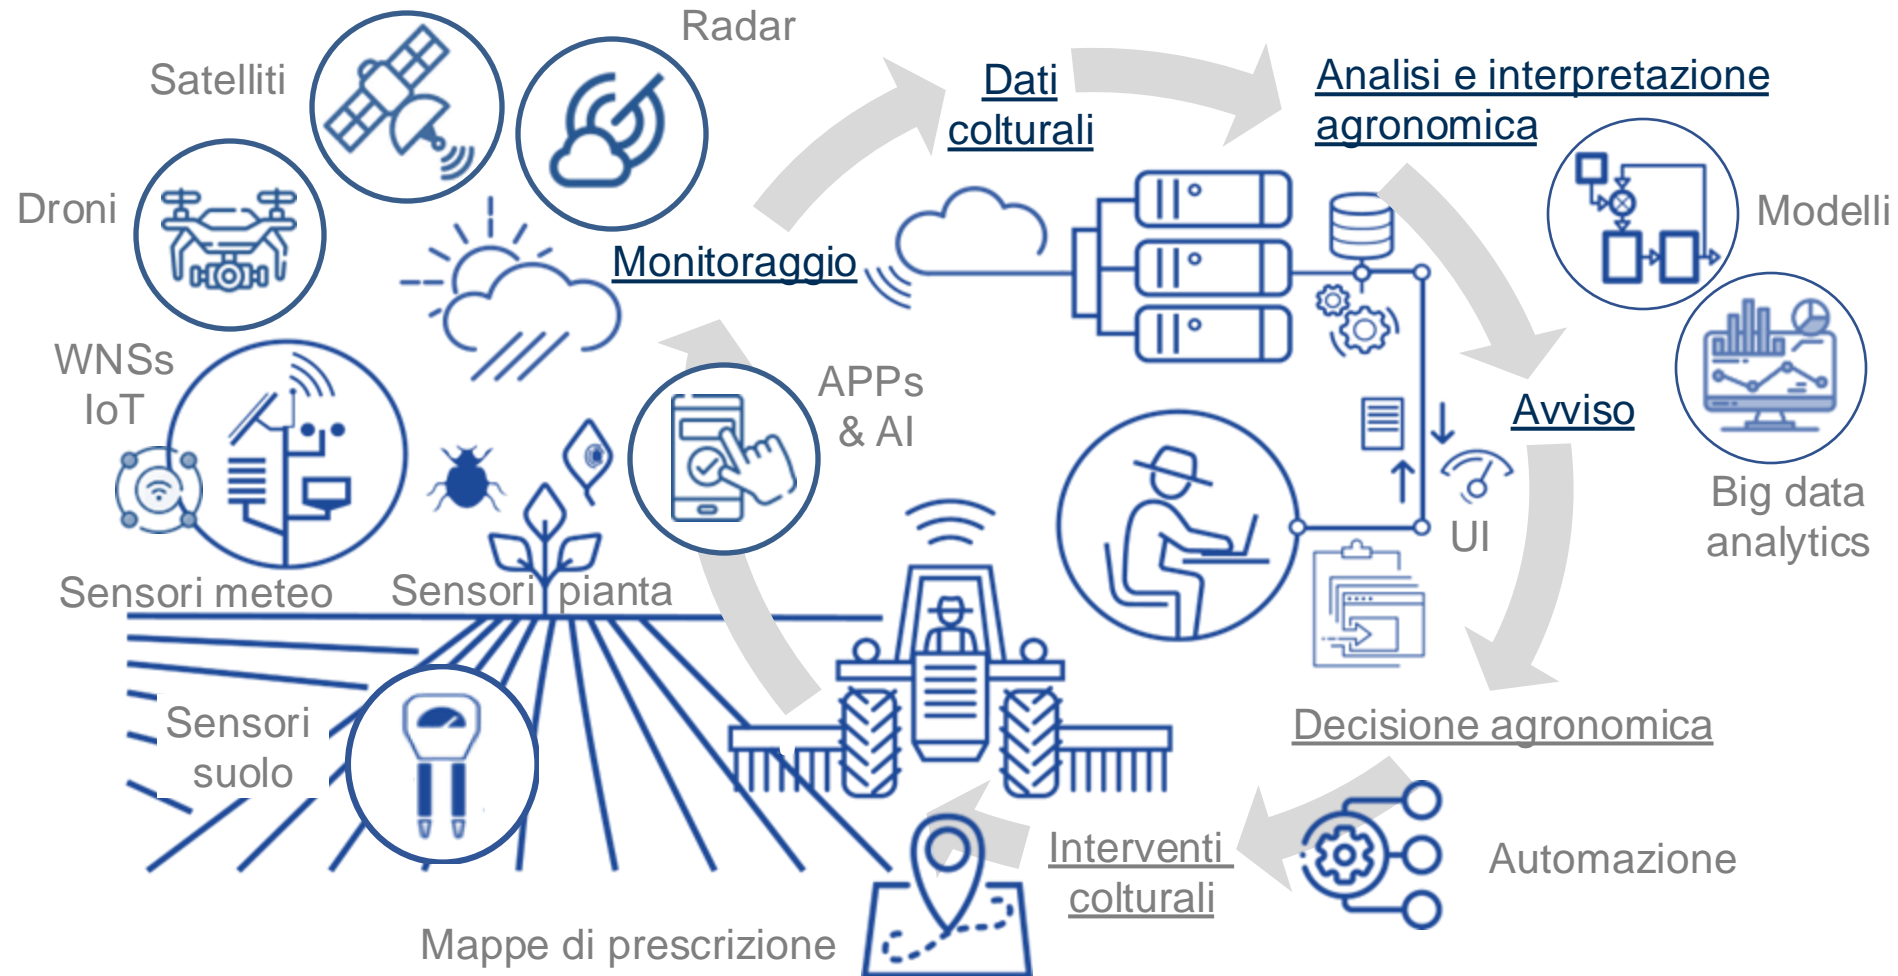 Radar
Satelliti
Dati
colturali
Analisi e interpretazione
agronomica
Droni
Modelli
Monitoraggio
WNSs
IoT
APPs
& AI
Avviso
Big data
analytics
UI
Sensori meteo
Sensori pianta
Sensori
suolo
Decisione agronomica
Interventi
colturali
Automazione
Mappe di prescrizione